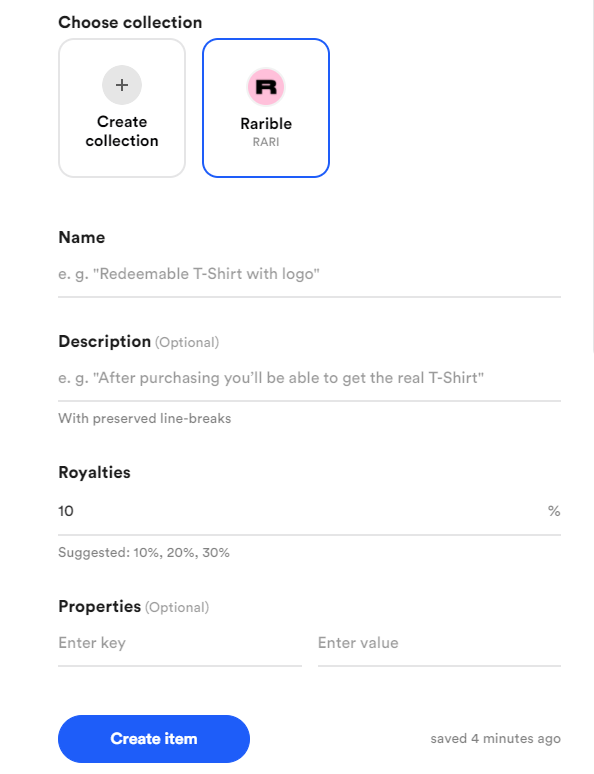 Choose collection
+
Create
collection
R
Rarible
RARI
Name
e. g. "Redeemable T-Shirt with logo"
Description (Optional)
e. g. "After purchasing you’ll be able to get the real T-Shirt"
With preserved line-breaks
Royalties
10 %
Suggested: 10%, 20%, 30%
Properties (Optional)
Enter key Enter value
Create item saved 4 minutes ago